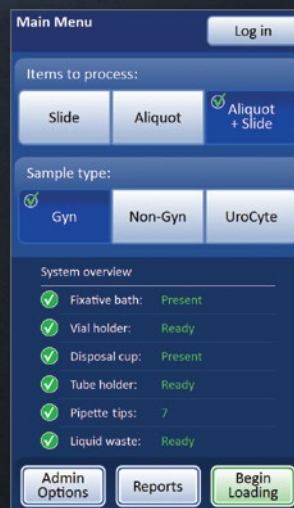 Main Menu
Log in
Items to process:
Slide
Aliquot
Aliquot
+ Slide
Sample type:
Gyn
Non-Gyn
UroCyte
System overview
Fixative bath: Present
Vial holder: Ready
Disposal cup: Present
Tube holder: Ready
Pipette tips: 7
Liquid waste: Ready
Admin
Options
Reports
Begin
Loading